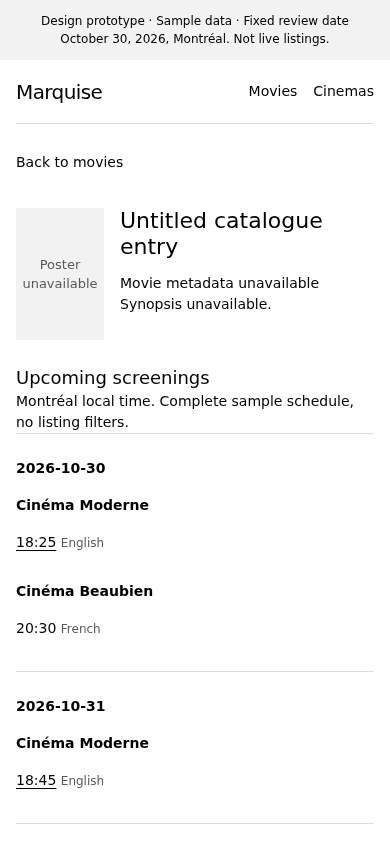 Design prototype · Sample data · Fixed review date
October 30, 2026, Montréal. Not live listings.
Marquise
Movies Cinemas
Back to movies
Poster
unavailable
Untitled catalogue
entry
Movie metadata unavailable
Synopsis unavailable.
Upcoming screenings
Montréal local time. Complete sample schedule,
no listing filters.
2026-10-30
Cinéma Moderne
18:25 English
Cinéma Beaubien
20:30 French
2026-10-31
Cinéma Moderne
18:45 English